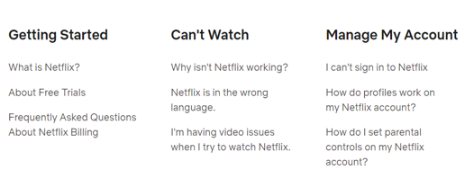 Getting Started
What is Netflix?
About Free Trials
Frequently Asked Questions
About Netflix Billing
Can't Watch
Why isn't Netflix working?
Netflix is in the wrong
language.
I'm having video issues
when I try to watch Netflix.
Manage My Account
I can't sign in to Netflix
How do profiles work on
my Netflix account?
How do I set parental
controls on my Netflix
account?